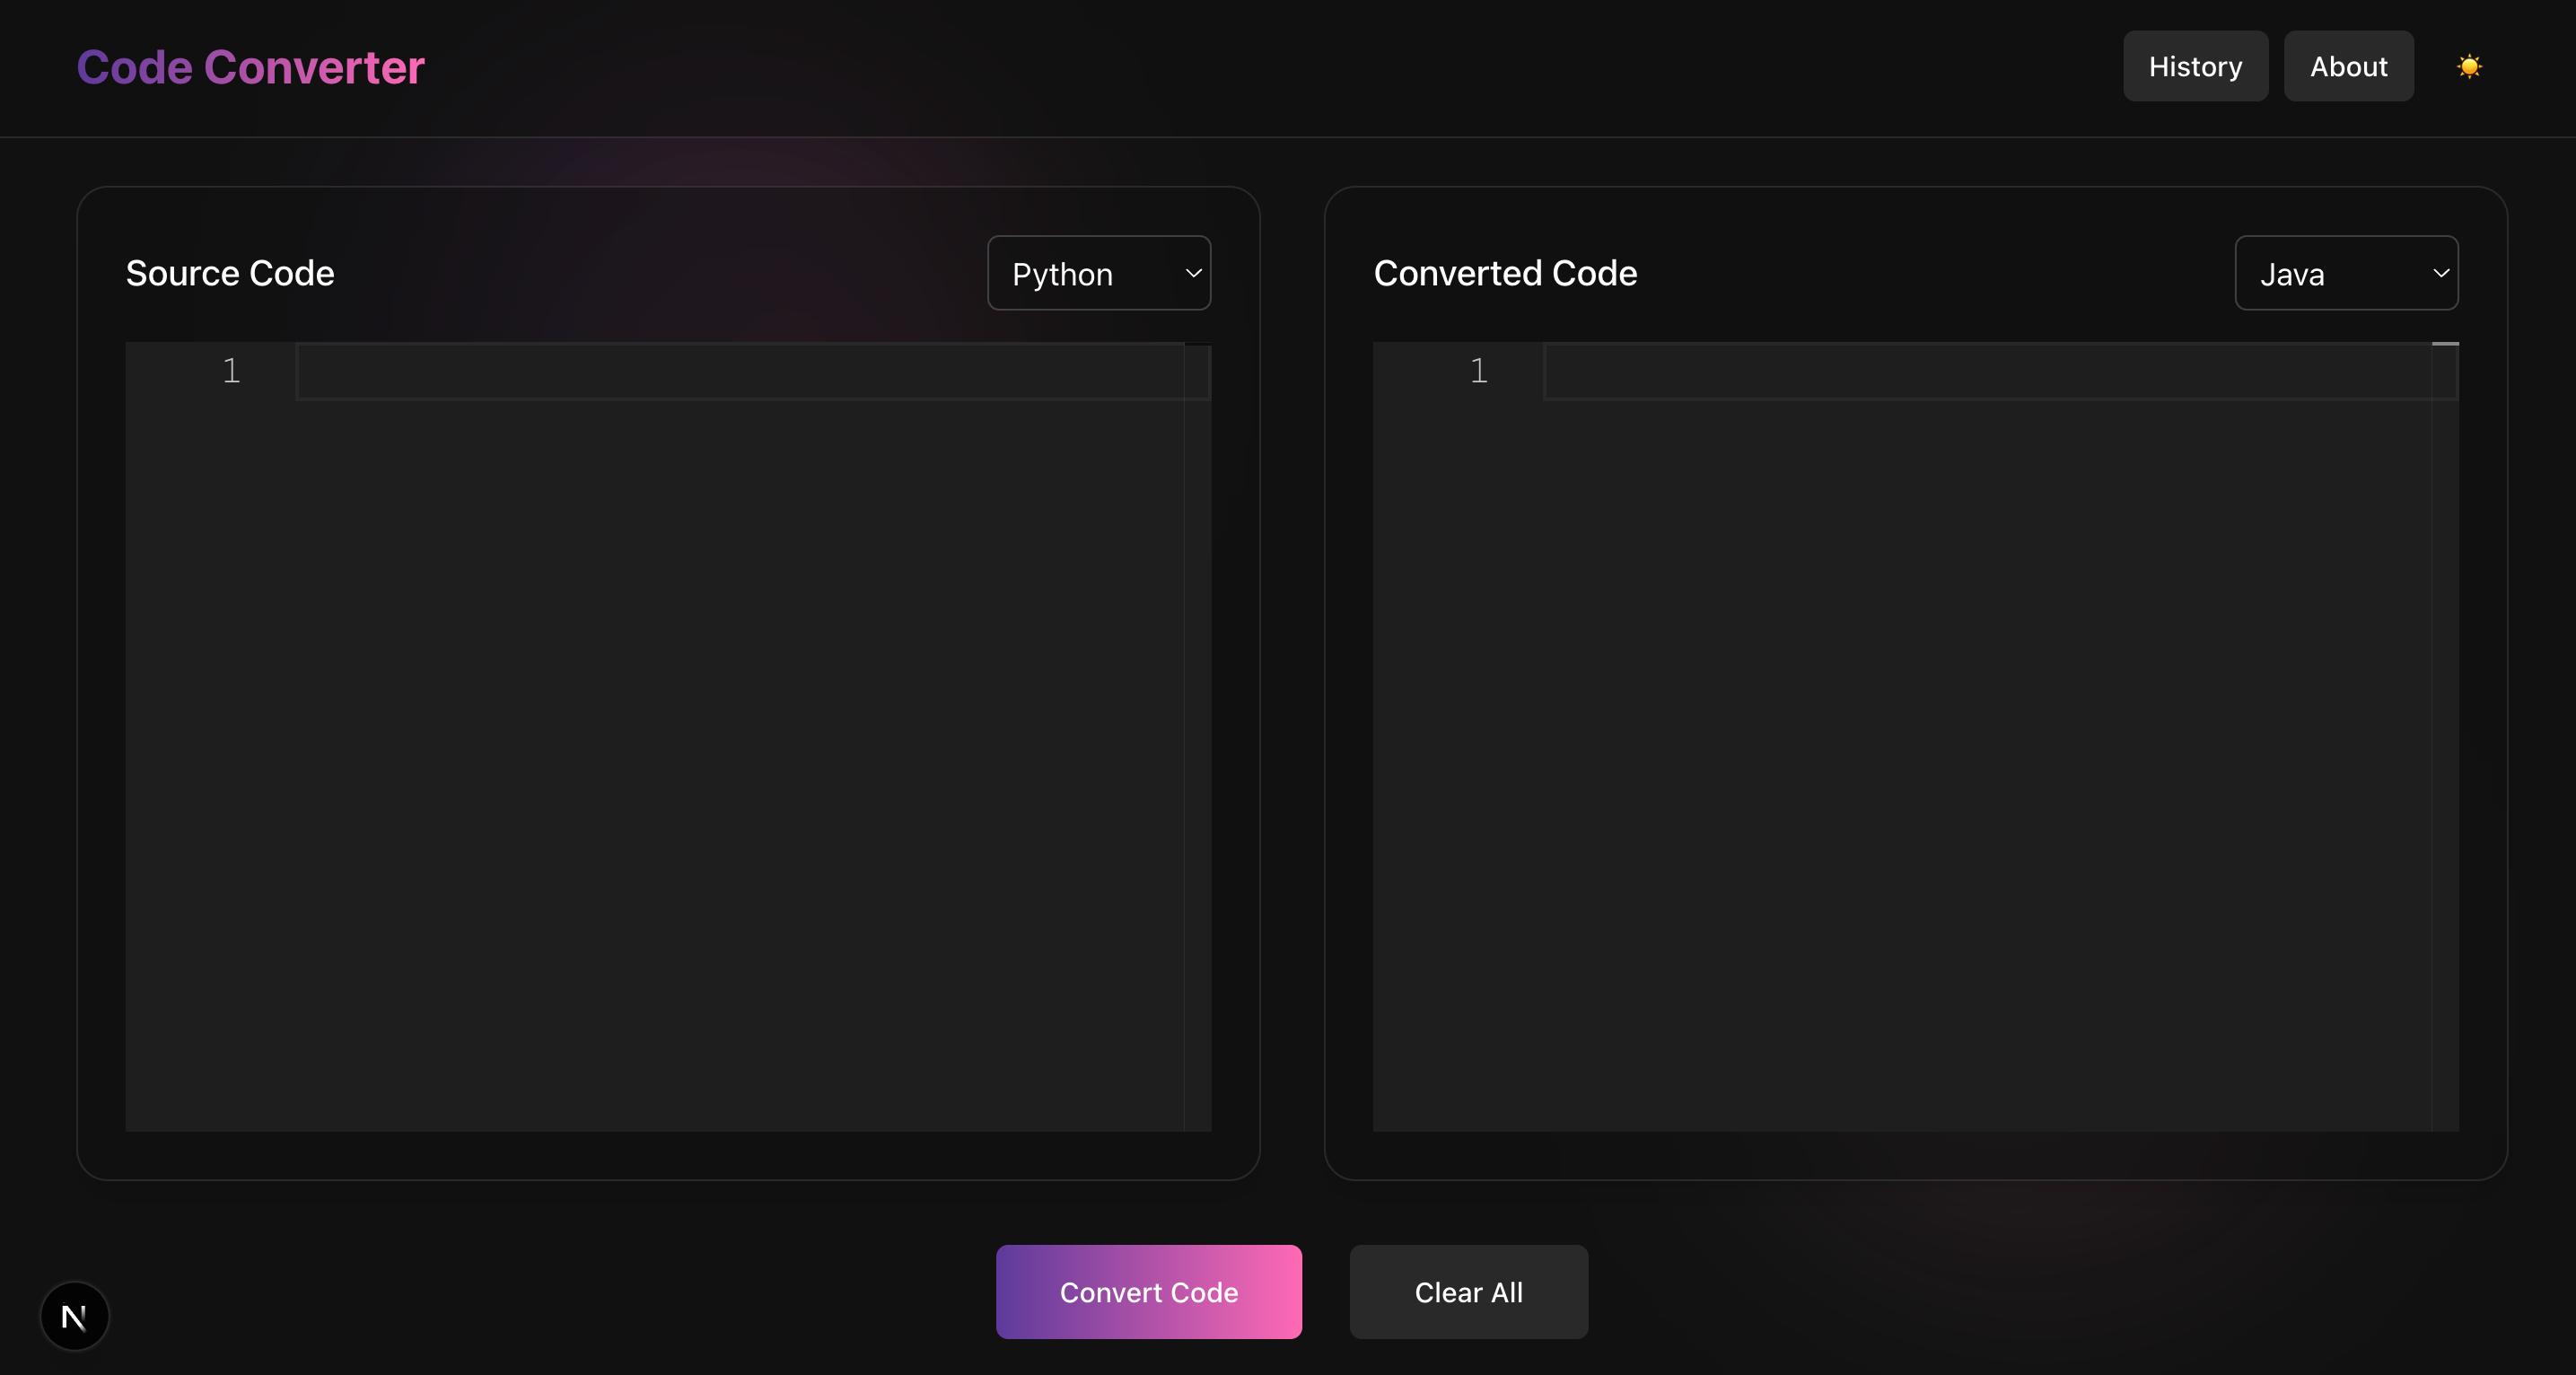 Code Converter
History
About
Source Code
Python
Converted Code
Java
1
1
Convert Code
Clear All
N